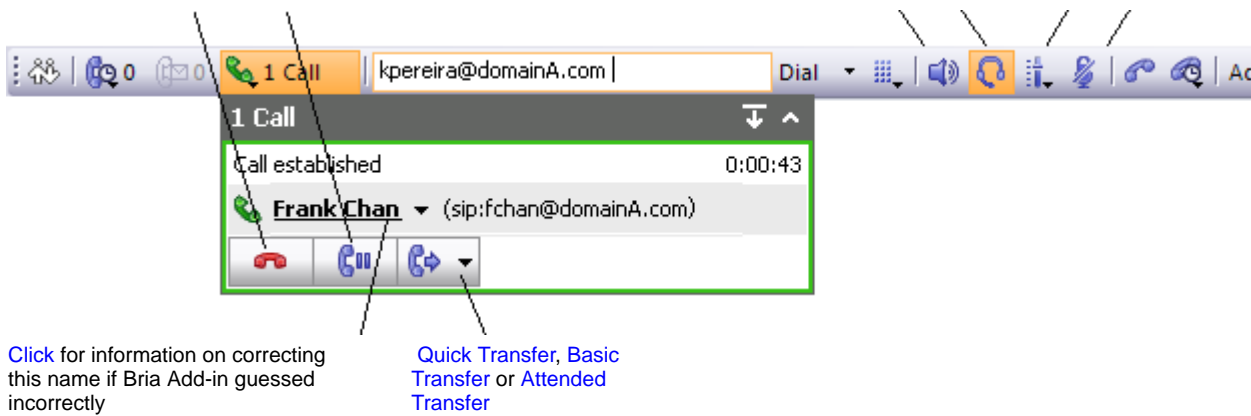 0 0 1 Call kpereira@domainA.com Dial Ad
1 Call
Call established 0:00:43
Frank Chan (sip:fchan@domainA.com)
Click for information on correcting
this name if Bria Add-in guessed
incorrectly
Quick Transfer, Basic
Transfer or Attended
Transfer